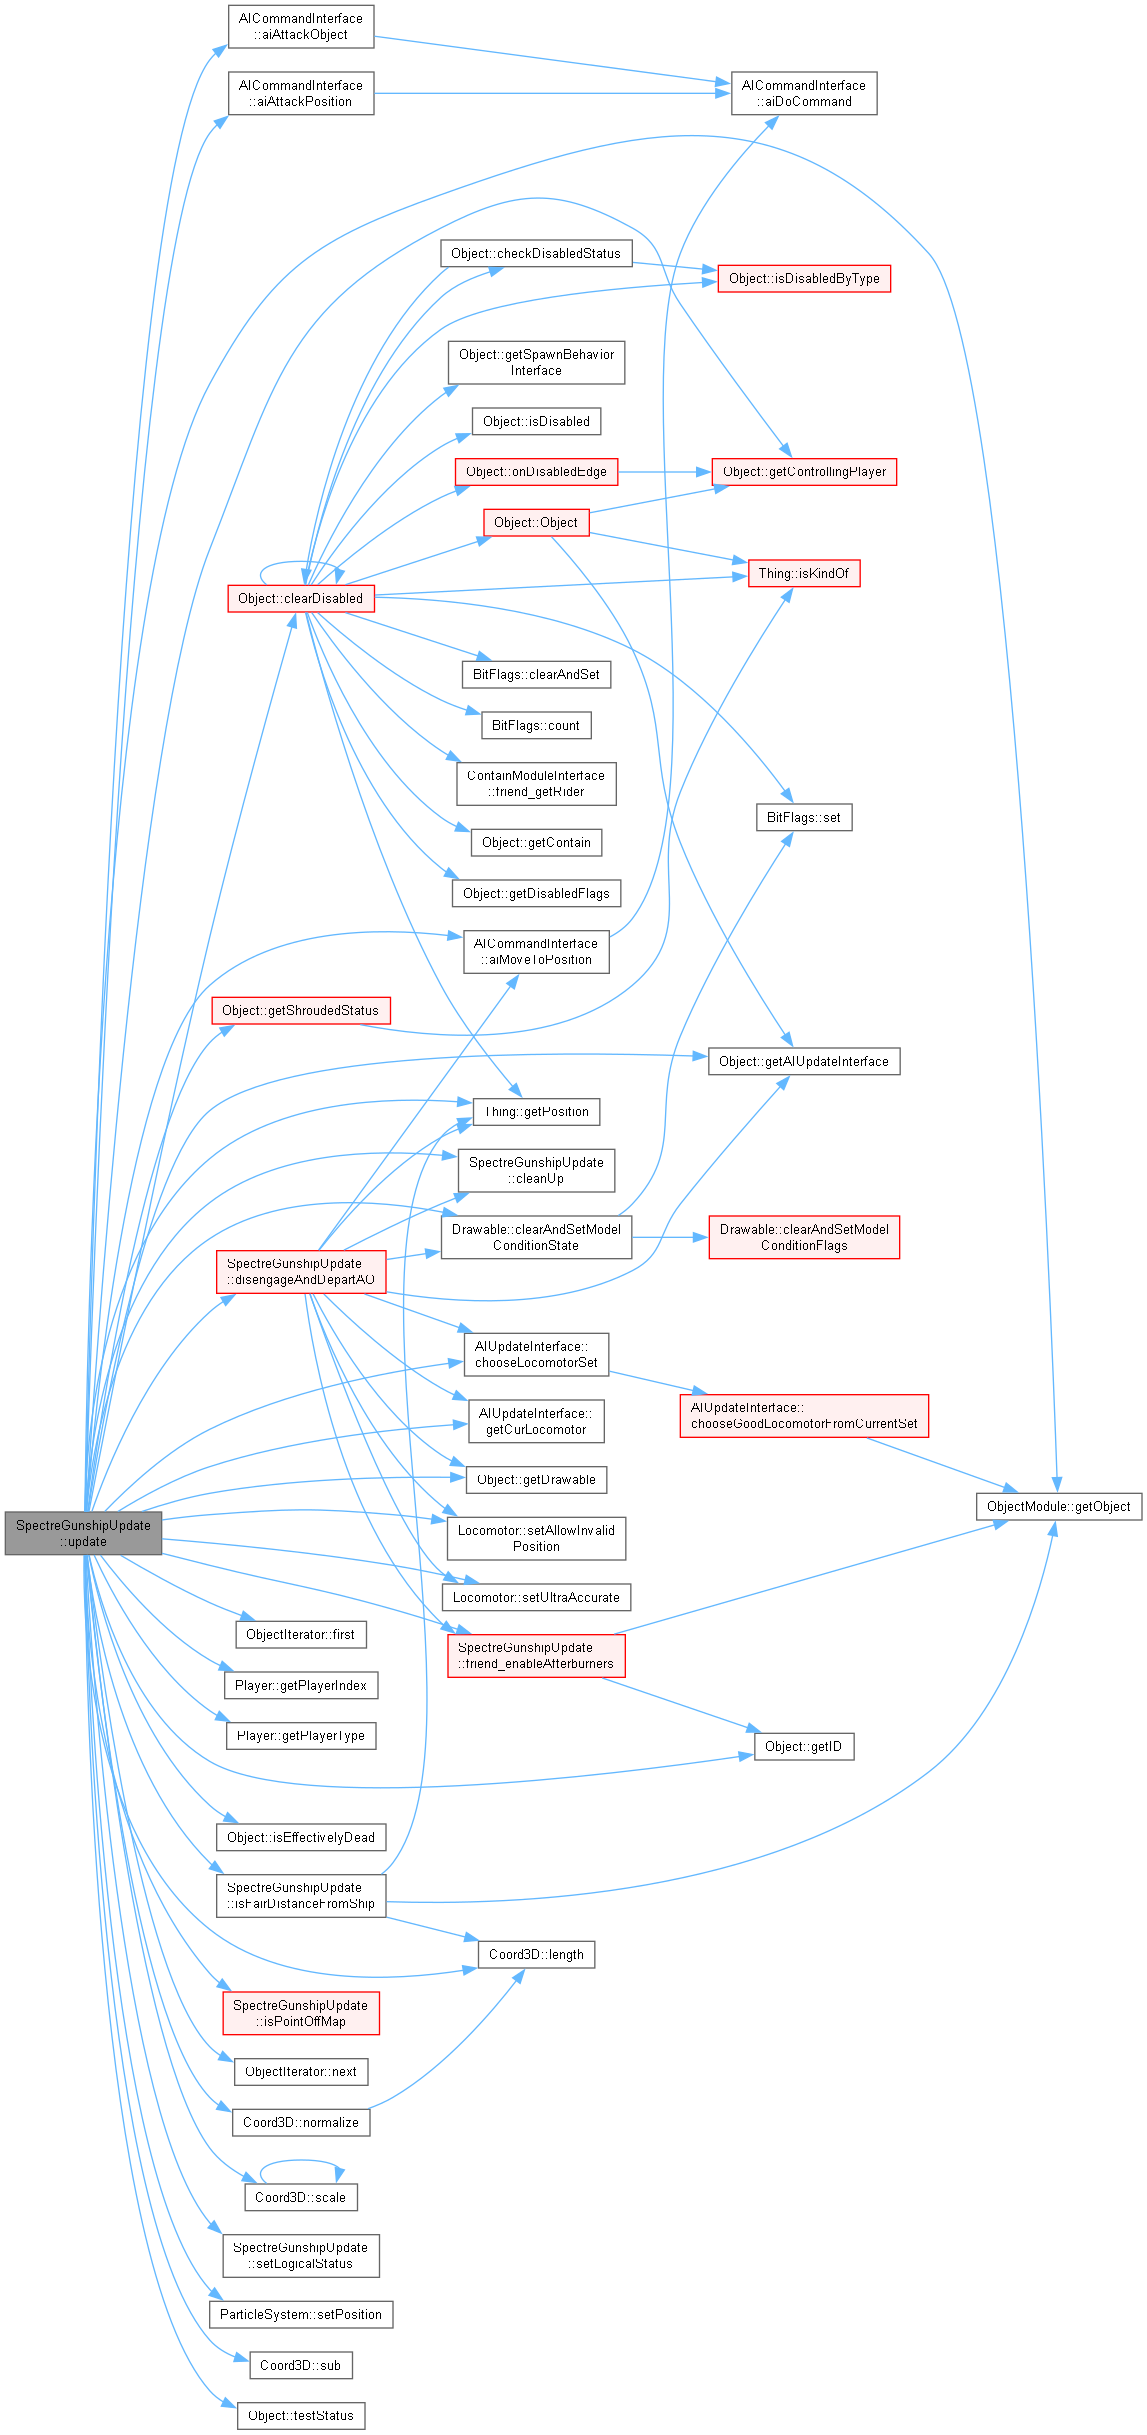 AICommandInterface
::aiAttackObject
AICommandInterface
::aiAttackPosition
AICommandInterface
::aiDoCommand
Object::checkDisabledStatus
Object::isDisabledByType
Object::getSpawnBehavior
Interface
Object::isDisabled
Object::onDisabledEdge
Object::getControllingPlayer
Object::Object
Thing::isKindOf
Object::clearDisabled
BitFlags::clearAndSet
BitFlags::count
ContainModuleInterface
::friend_getRider
BitFlags::set
Object::getContain
Object::getDisabledFlags
AICommandInterface
::aiMoveToPosition
Object::getShroudedStatus
Object::getAIUpdateInterface
Thing::getPosition
SpectreGunshipUpdate
::cleanUp
Drawable::clearAndSetModel
ConditionState
Drawable::clearAndSetModel
ConditionFlags
SpectreGunshipUpdate
::disengageAndDepartAO
AIUpdateInterface::
chooseLocomotorSet
AIUpdateInterface::
chooseGoodLocomotorFromCurrentSet
AIUpdateInterface::
getCurLocomotor
Object::getDrawable
ObjectModule::getObject
SpectreGunshipUpdate
::update
Locomotor::setAllowInvalid
Position
Locomotor::setUltraAccurate
ObjectIterator::first
SpectreGunshipUpdate
::friend_enableAfterburners
Player::getPlayerIndex
Player::getPlayerType
Object::getID
Object::isEffectivelyDead
SpectreGunshipUpdate
::isFairDistanceFromShip
Coord3D::length
SpectreGunshipUpdate
::isPointOffMap
ObjectIterator::next
Coord3D::normalize
Coord3D::scale
SpectreGunshipUpdate
::setLogicalStatus
ParticleSystem::setPosition
Coord3D::sub
Object::testStatus